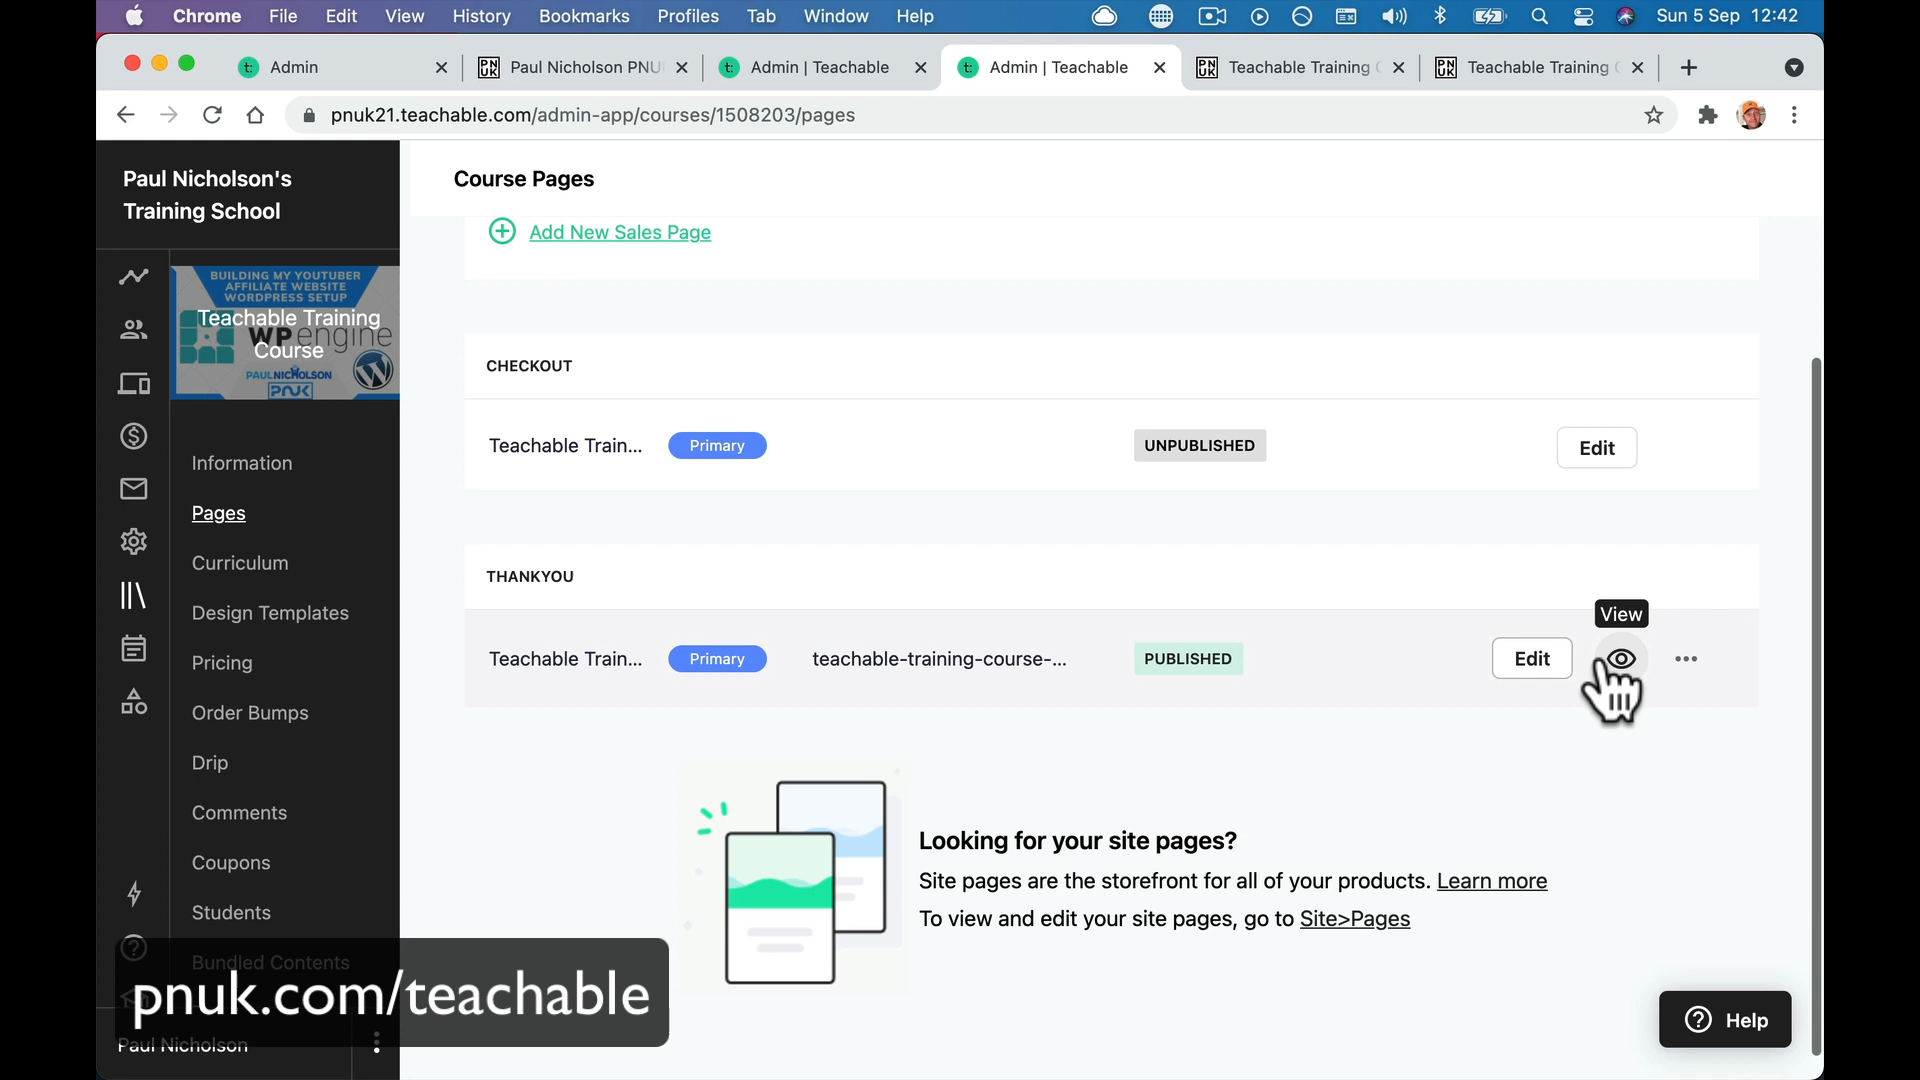 Chrome File Edit View History Bookmarks Profiles Tab Window Help Sun 5 Sep 12:42
Admin Paul Nicholson PNU Admin | Teachable Admin | Teachable Teachable Training Teachable Training
pnuk21.teachable.com/admin-app/courses/1508203/pages
Paul Nicholson's
Training School
Course Pages
Add New Sales Page
BUILDING MY YOUTUBER
AFFILIATE WEBSITE
WORDPRESS SETUP
Teachable Training
WP engine
Course
PAUL NICHOLSON
PNUK
CHECKOUT
Teachable Train... Primary UNPUBLISHED Edit
THANKYOU
View
Teachable Train... Primary teachable-training-course-... PUBLISHED Edit
Information
Pages
Curriculum
Design Templates
Pricing
Order Bumps
Drip
Comments
Coupons
Students
Bundled Contents
Looking for your site pages?
Site pages are the storefront for all of your products. Learn more
To view and edit your site pages, go to Site>Pages
pnuk.com/teachable
Paul Nicholson
Help